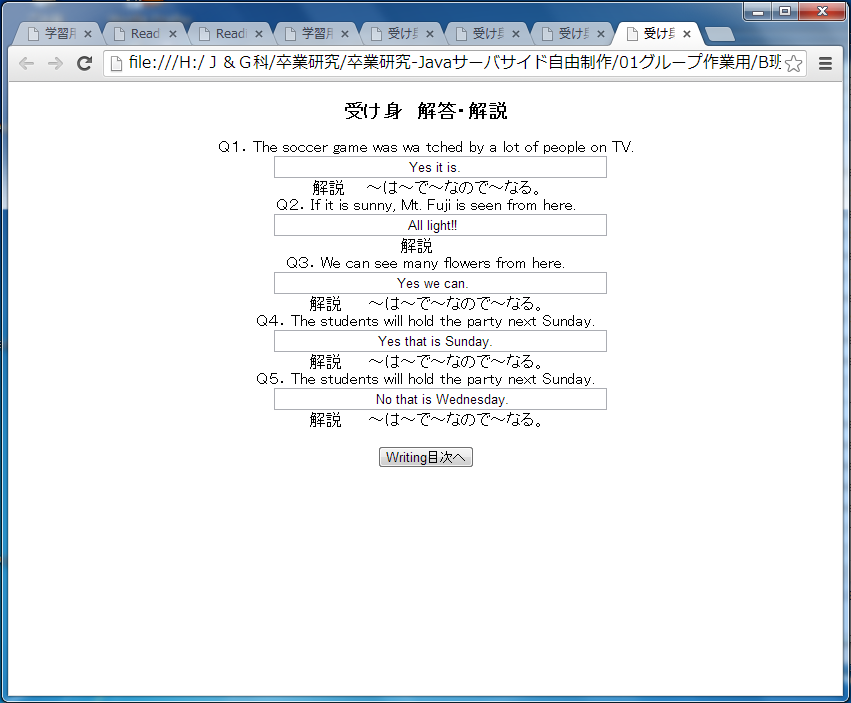 学習用
Read
Readi
学習用
受け身
受け身
受け身
受け身
file:///H:/Ｊ＆Ｇ科/卒業研究/卒業研究-Javaサーバサイド自由制作/01グループ作業用/B班
受け身　解答・解説
Q1. The soccer game was wa tched by a lot of people on TV.
Yes it is.
解説　～は～で～なので～なる。
Q2. If it is sunny, Mt. Fuji is seen from here.
All light!!
解説
Q3. We can see many flowers from here.
Yes we can.
解説　～は～で～なので～なる。
Q4. The students will hold the party next Sunday.
Yes that is Sunday.
解説　～は～で～なので～なる。
Q5. The students will hold the party next Sunday.
No that is Wednesday.
解説　～は～で～なので～なる。
Writing目次へ